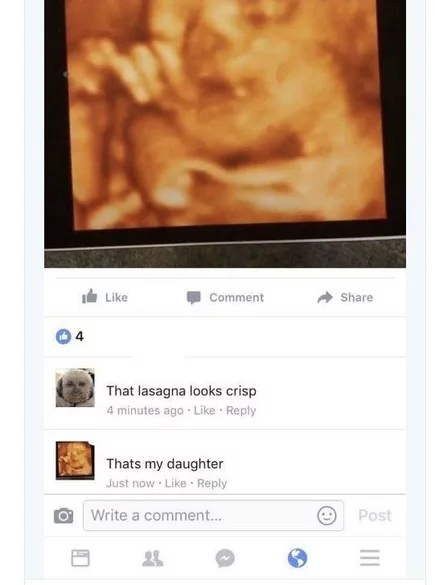 Like Comment Share
4
That lasagna looks crisp
4 minutes ago · Like · Reply
Thats my daughter
Just now · Like · Reply
Write a comment... Post